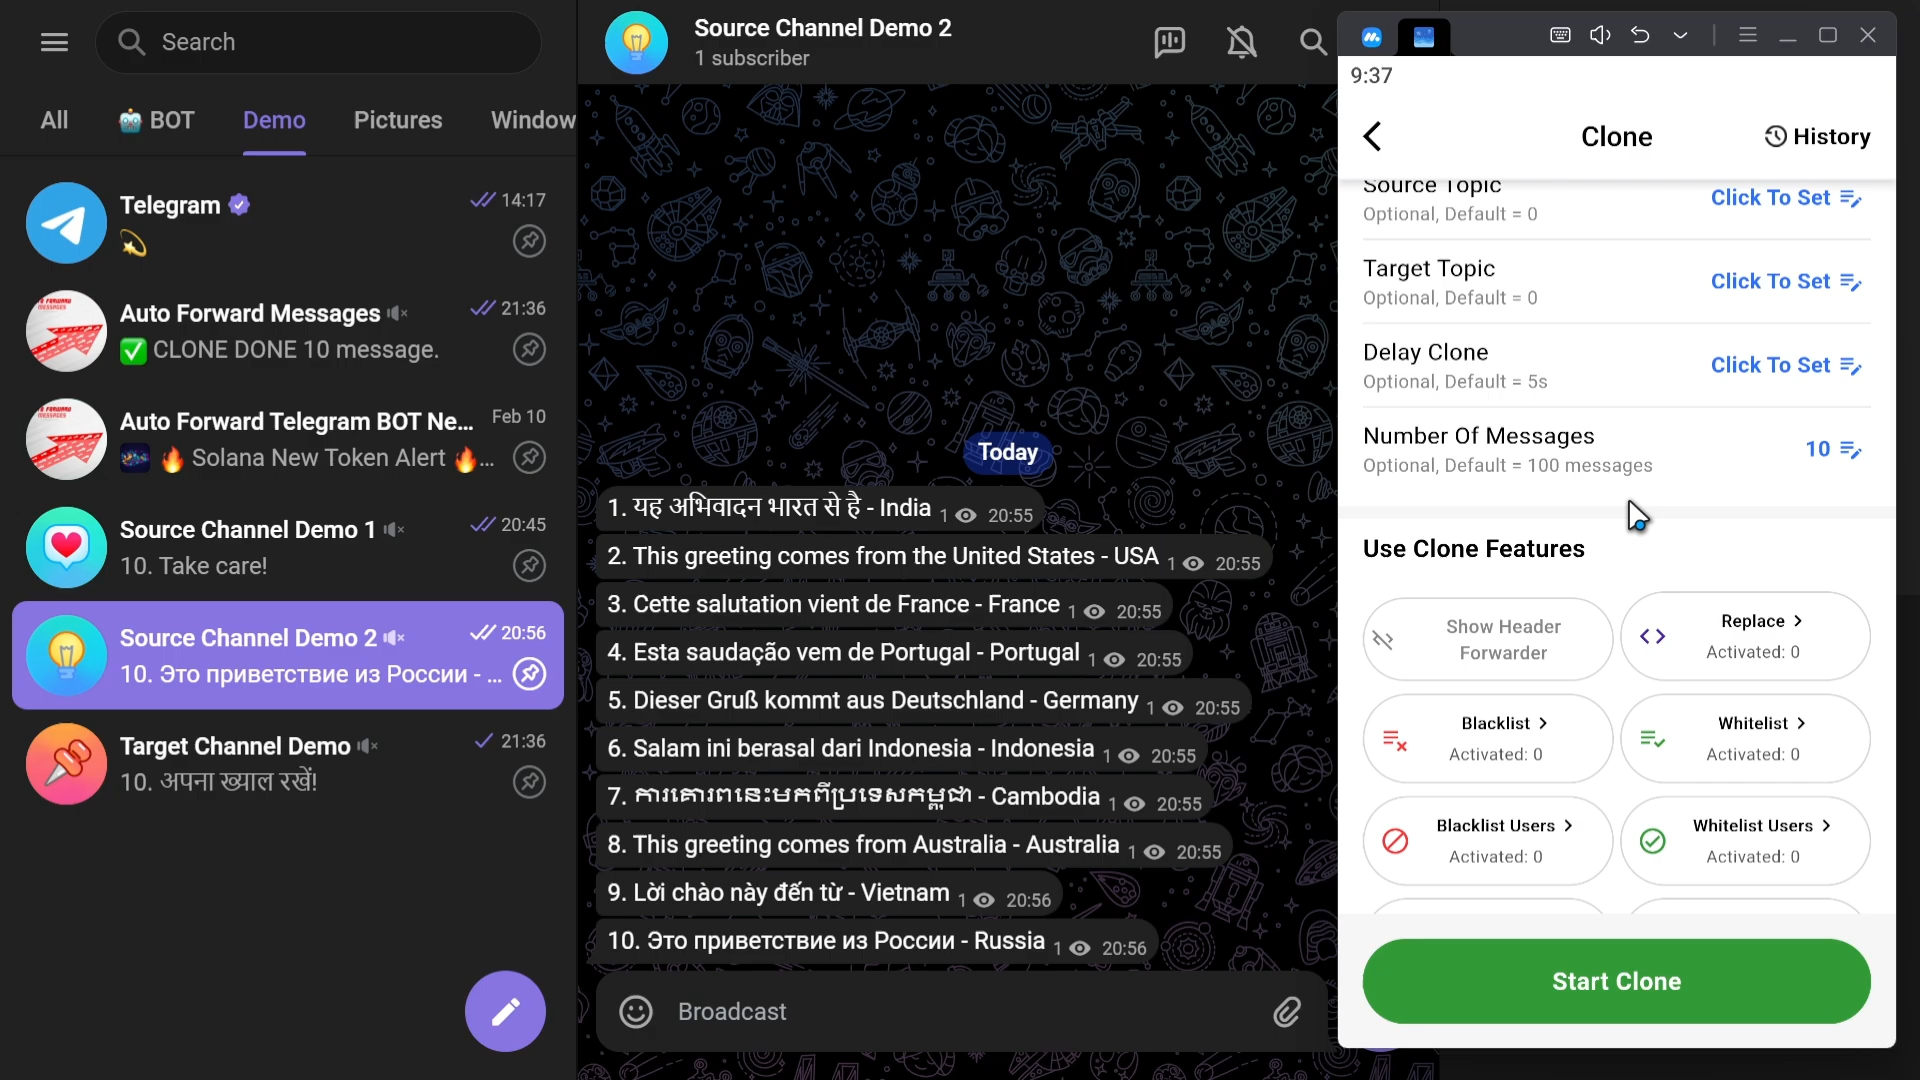 Search
All
🤖 BOT
Demo
Pictures
Window
Telegram
14:17
💫
Auto Forward Messages
21:36
✅ CLONE DONE 10 message.
Auto Forward Telegram BOT Ne...
Feb 10
🔥 Solana New Token Alert 🔥...
Source Channel Demo 1
20:45
10. Take care!
Source Channel Demo 2
20:56
10. Это приветствие из России - ...
Target Channel Demo
21:36
10. अपना ख्याल रखें!
Source Channel Demo 2
1 subscriber
Today
1. यह अभिवादन भारत से है - India 1 20:55
2. This greeting comes from the United States - USA 1 20:55
3. Cette salutation vient de France - France 1 20:55
4. Esta saudação vem de Portugal - Portugal 1 20:55
5. Dieser Gruß kommt aus Deutschland - Germany 1 20:55
6. Salam ini berasal dari Indonesia - Indonesia 1 20:55
7. ការគោរពនេះមកពីប្រទេសកម្ពុជា - Cambodia 1 20:55
8. This greeting comes from Australia - Australia 1 20:55
9. Lời chào này đến từ - Vietnam 1 20:56
10. Это приветствие из России - Russia 1 20:56
Broadcast
9:37
Clone
History
Source Topic
Optional, Default = 0
Click To Set
Target Topic
Optional, Default = 0
Click To Set
Delay Clone
Optional, Default = 5s
Click To Set
Number Of Messages
Optional, Default = 100 messages
10
Use Clone Features
Show Header
Forwarder
Replace >
Activated: 0
Blacklist >
Activated: 0
Whitelist >
Activated: 0
Blacklist Users >
Activated: 0
Whitelist Users >
Activated: 0
Start Clone